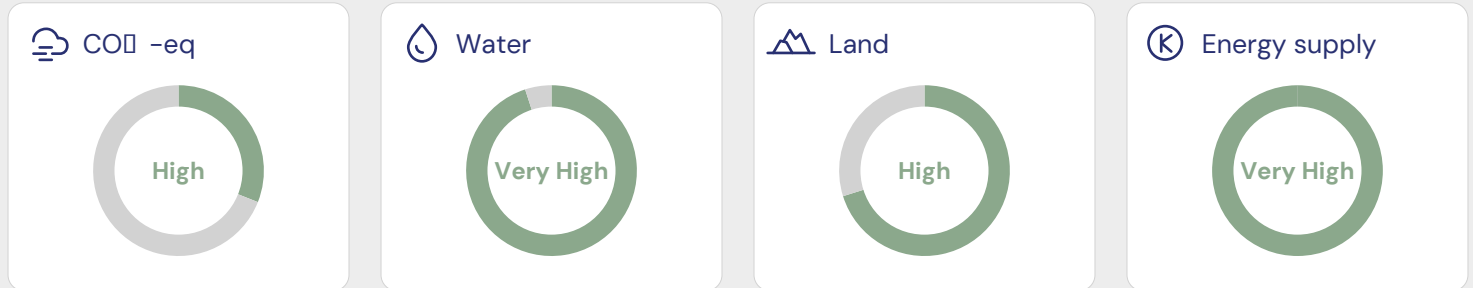 CO▯ -eq
High
Water
Very High
Land
High
Energy supply
Very High